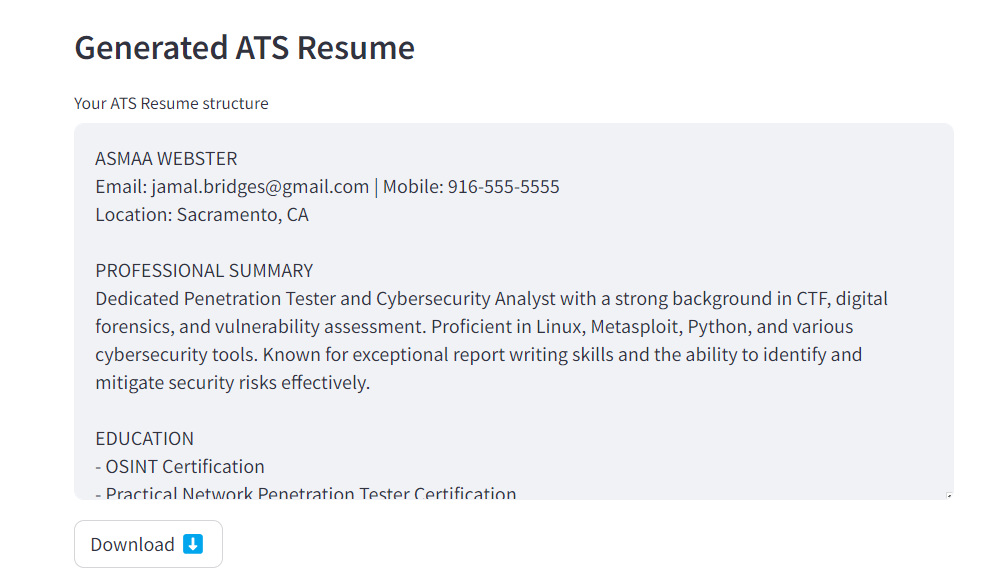 Generated ATS Resume
Your ATS Resume structure
ASMAA WEBSTER
Email: jamal.bridges@gmail.com | Mobile: 916-555-5555
Location: Sacramento, CA
PROFESSIONAL SUMMARY
Dedicated Penetration Tester and Cybersecurity Analyst with a strong background in CTF, digital
forensics, and vulnerability assessment. Proficient in Linux, Metasploit, Python, and various
cybersecurity tools. Known for exceptional report writing skills and the ability to identify and
mitigate security risks effectively.
EDUCATION
- OSINT Certification
- Practical Network Penetration Tester Certification
Download